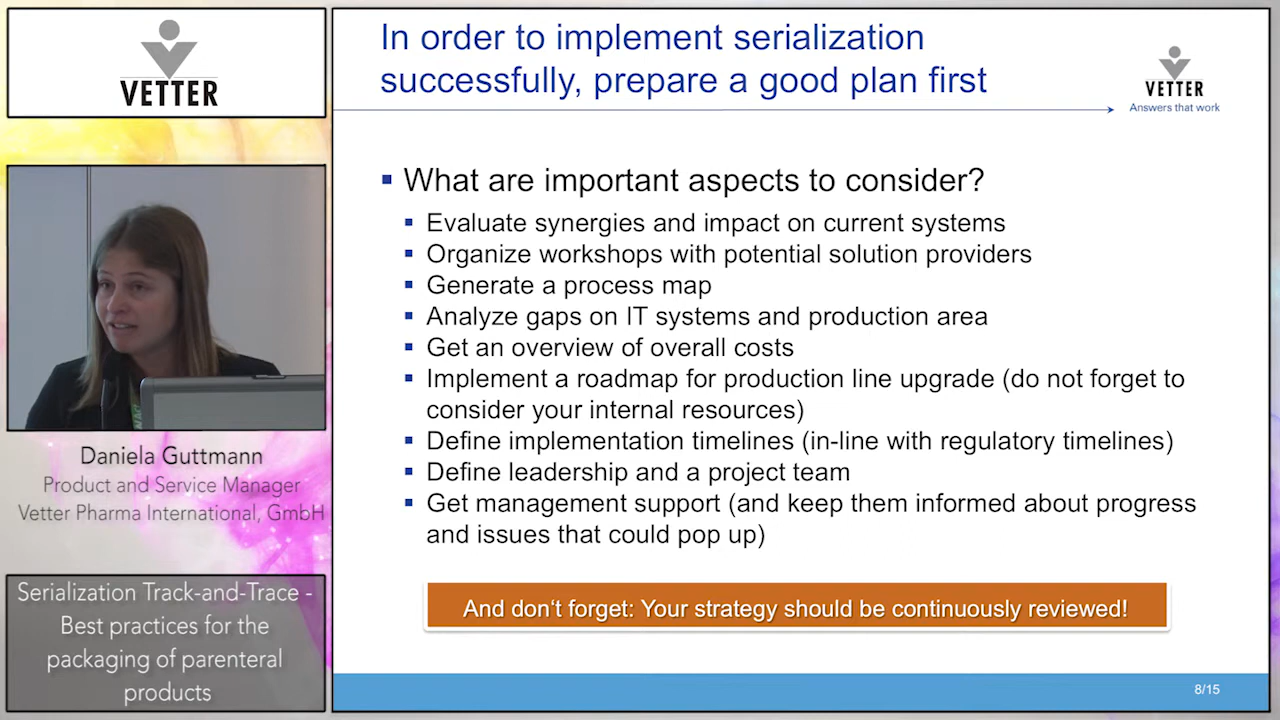 VETTER
Daniela Guttmann
Product and Service Manager
Vetter Pharma International, GmbH
Serialization Track-and-Trace -
Best practices for the
packaging of parenteral
products
In order to implement serialization
successfully, prepare a good plan first
VETTER
Answers that work
What are important aspects to consider?
Evaluate synergies and impact on current systems
Organize workshops with potential solution providers
Generate a process map
Analyze gaps on IT systems and production area
Get an overview of overall costs
Implement a roadmap for production line upgrade (do not forget to
consider your internal resources)
Define implementation timelines (in-line with regulatory timelines)
Define leadership and a project team
Get management support (and keep them informed about progress
and issues that could pop up)
And don‘t forget: Your strategy should be continuously reviewed!
8/15